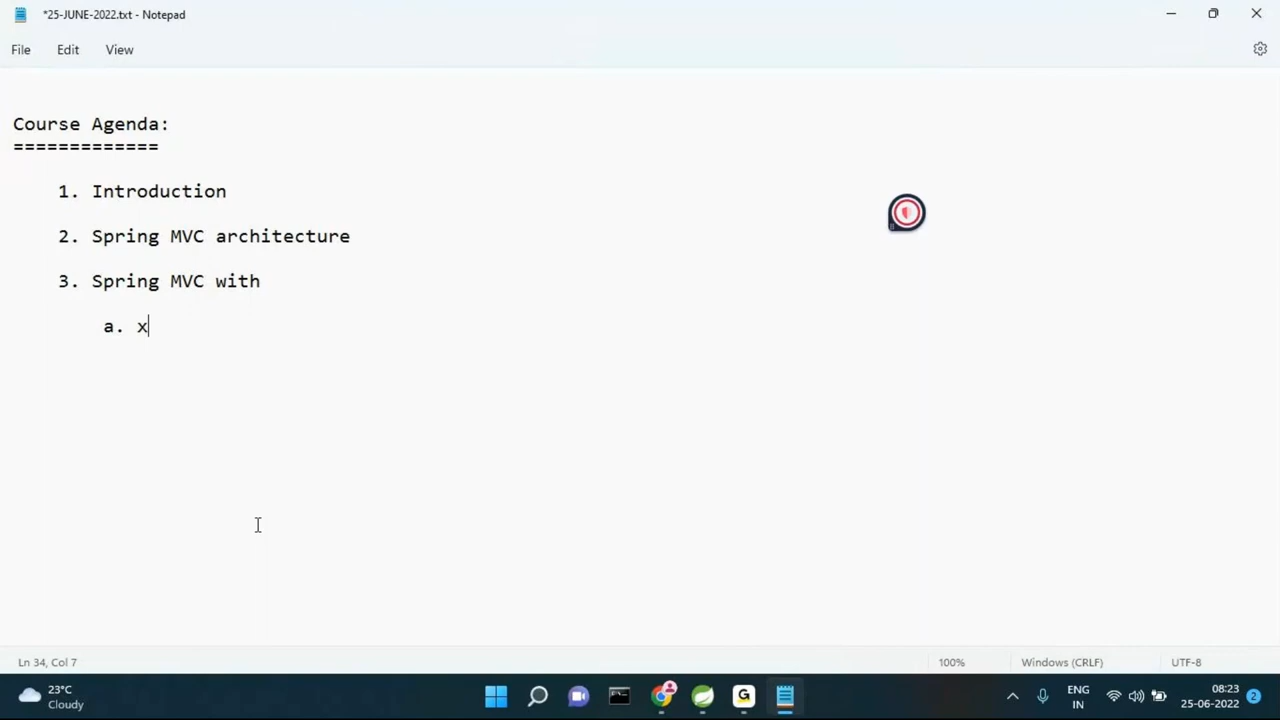 *25-JUNE-2022.txt - Notepad
File Edit View
Course Agenda:
=============
1. Introduction
2. Spring MVC architecture
3. Spring MVC with
a. x
Ln 34, Col 7 100% Windows (CRLF) UTF-8
23°C
Cloudy
ENG
IN
08:23
25-06-2022
2